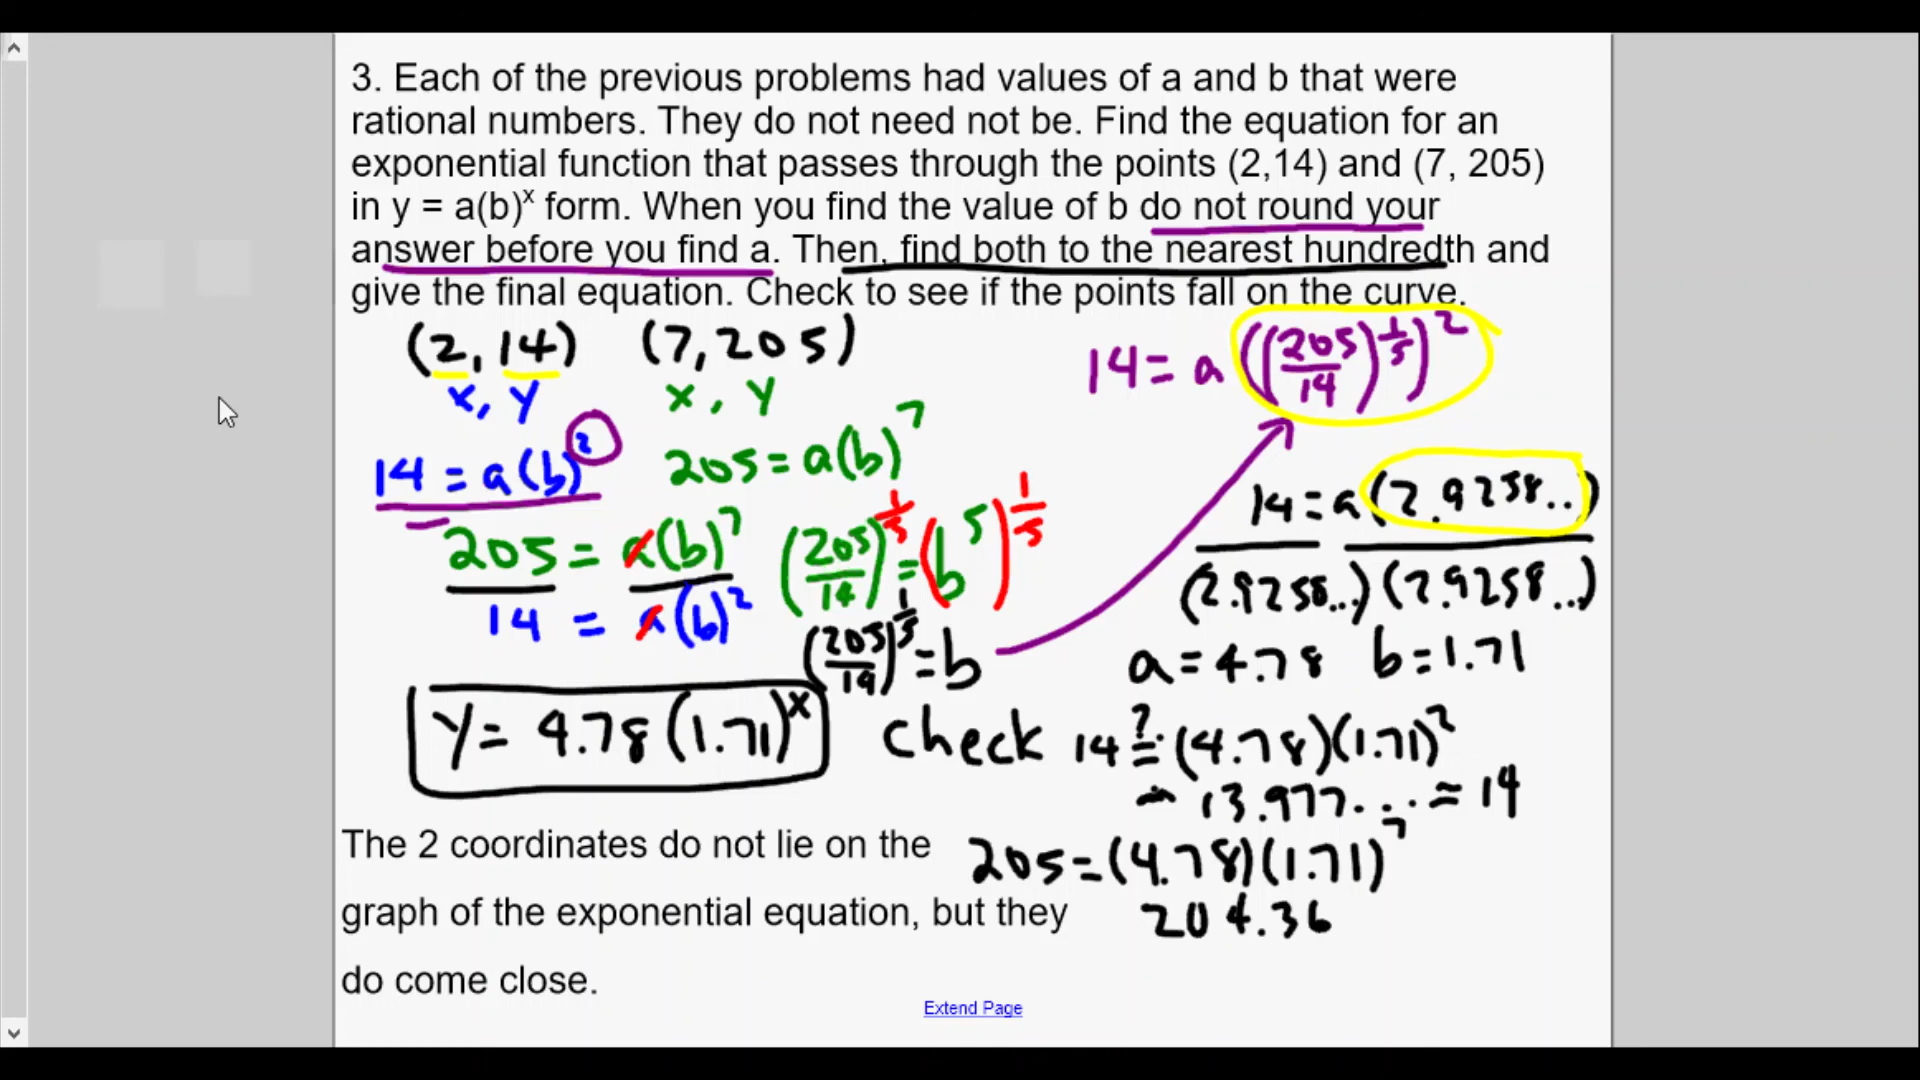 3. Each of the previous problems had values of a and b that were
rational numbers. They do not need not be. Find the equation for an
exponential function that passes through the points (2,14) and (7, 205)
in y = a(b)ˣ form. When you find the value of b do not round your
answer before you find a. Then, find both to the nearest hundredth and
give the final equation. Check to see if the points fall on the curve.
(2, 14) (7, 205)
x, y x, y
14 = a(b)²
205 = a(b)⁷
205 = a(b)⁷
14 = a(b)²
(205/14)^1/5 = (b⁵)^1/5
(205/14)^1/5 = b
14 = a((205/14)^1/5)²
14 = a(2.9258..)
(2.9258...) (2.9258...)
a = 4.78 b = 1.71
y = 4.78(1.71)ˣ
check 14 ≟ (4.78)(1.71)²
= 13.977... ≈ 14
205 = (4.78)(1.71)⁷
204.36
The 2 coordinates do not lie on the
graph of the exponential equation, but they
do come close.
Extend Page